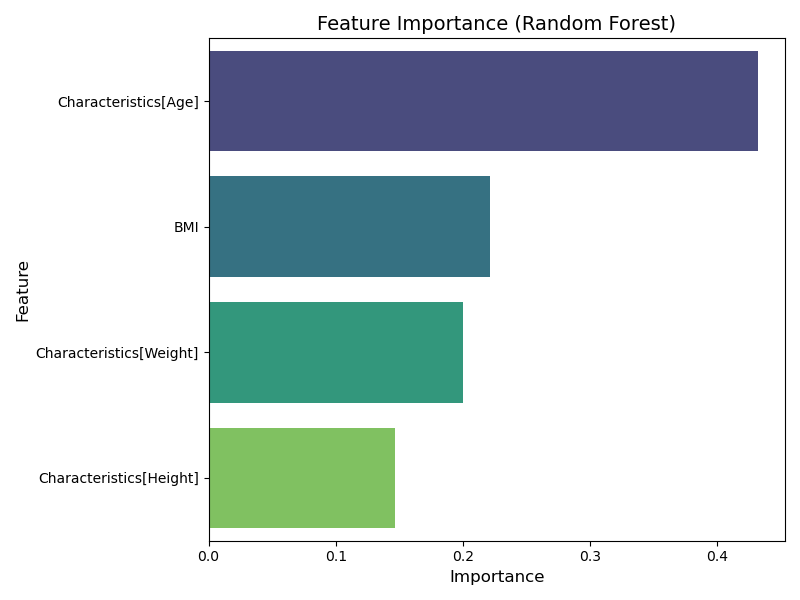 Feature Importance (Random Forest)
Characteristics[Age]
BMI
Characteristics[Weight]
Characteristics[Height]
Feature
0.0 0.1 0.2 0.3 0.4
Importance